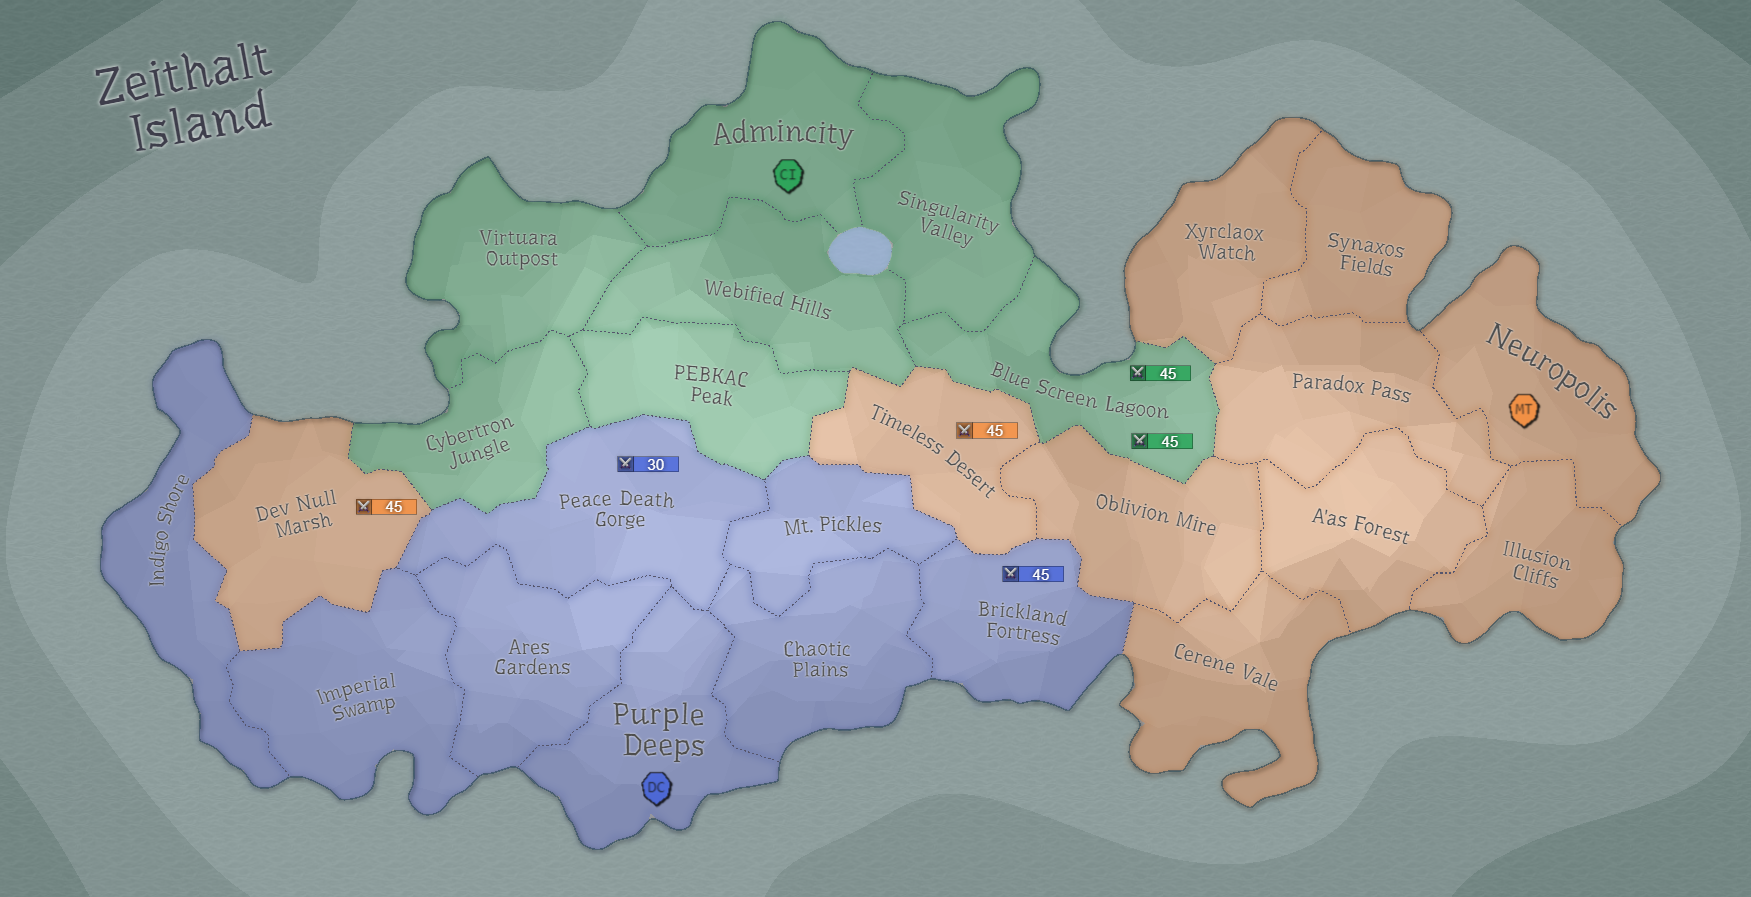 Zeithalt
Island
Admincity
CI
Singularity
Valley
Virtuara
Outpost
Webified Hills
Xyrclaox
Watch
Synaxos
Fields
Neuropolis
MT
PEBKAC
Peak
Blue Screen Lagoon
45
45
Paradox Pass
Cybertron
Jungle
Timeless Desert
45
30
Peace Death
Gorge
Mt. Pickles
Oblivion Mire
A'as Forest
Illusion
Cliffs
Indigo Shore
Dev Null
Marsh
45
45
Brickland
Fortress
Ares
Gardens
Chaotic
Plains
Cerene Vale
Imperial
Swamp
Purple
Deeps
DC